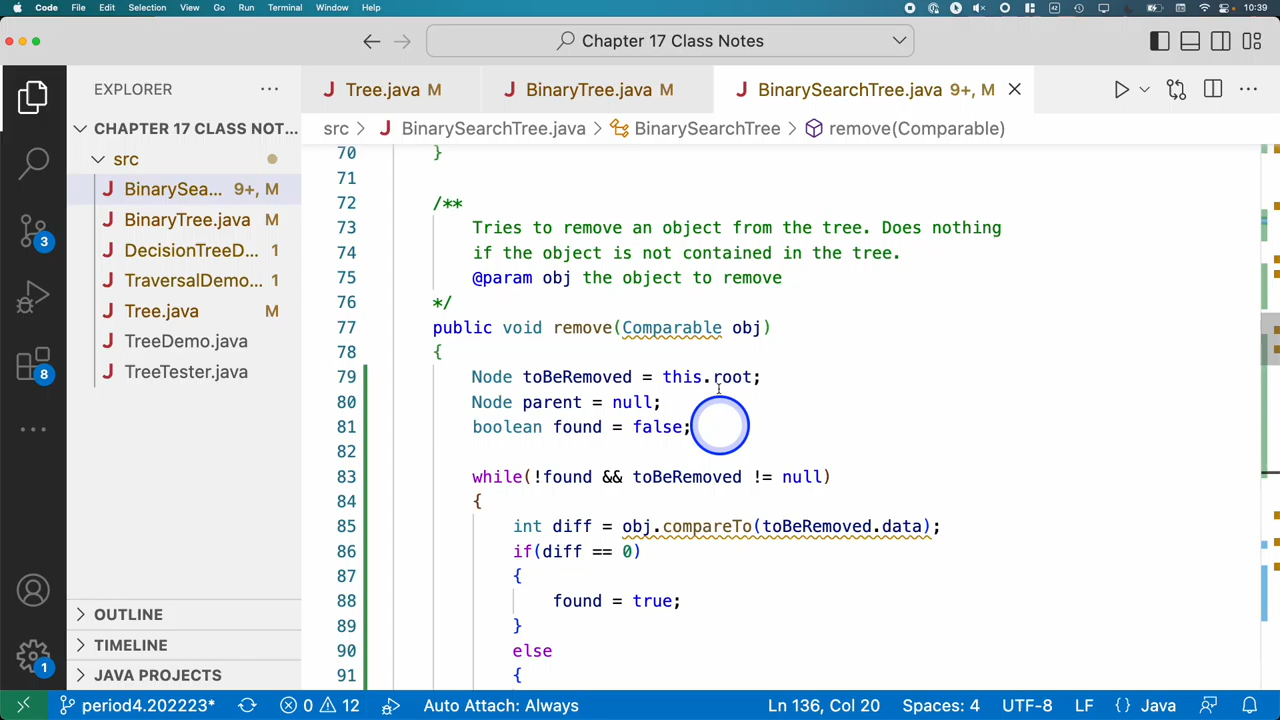 Code File Edit Selection View Go Run Terminal Window Help 42 10:39
Chapter 17 Class Notes
EXPLORER
Tree.java M
BinaryTree.java M
BinarySearchTree.java 9+, M
CHAPTER 17 CLASS NOT...
src > BinarySearchTree.java > BinarySearchTree > remove(Comparable)
src
BinarySea... 9+, M
BinaryTree.java M
DecisionTreeD... 1
TraversalDemo... 1
Tree.java M
TreeDemo.java
TreeTester.java
3
8
1
OUTLINE
TIMELINE
JAVA PROJECTS
70 }
71
72 /**
73 Tries to remove an object from the tree. Does nothing
74 if the object is not contained in the tree.
75 @param obj the object to remove
76 */
77 public void remove(Comparable obj)
78 {
79 Node toBeRemoved = this.root;
80 Node parent = null;
81 boolean found = false;
82
83 while(!found && toBeRemoved != null)
84 {
85 int diff = obj.compareTo(toBeRemoved.data);
86 if(diff == 0)
87 {
88 found = true;
89 }
90 else
91 {
period4.202223* 0 12 Auto Attach: Always Ln 136, Col 20 Spaces: 4 UTF-8 LF {} Java